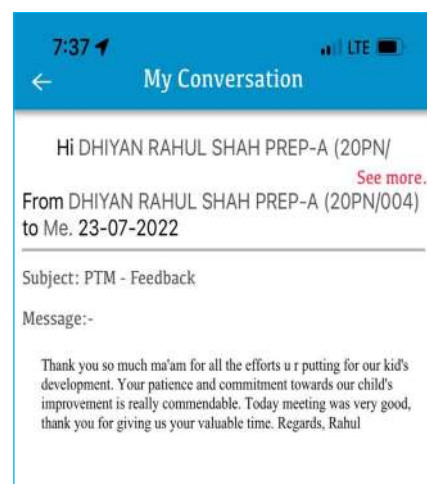 7:37
LTE
My Conversation
Hi DHIYAN RAHUL SHAH PREP-A (20PN/
See more.
From DHIYAN RAHUL SHAH PREP-A (20PN/004)
to Me. 23-07-2022
Subject: PTM - Feedback
Message:-
Thank you so much ma'am for all the efforts u r putting for our kid's
development. Your patience and commitment towards our child's
improvement is really commendable. Today meeting was very good,
thank you for giving us your valuable time. Regards, Rahul